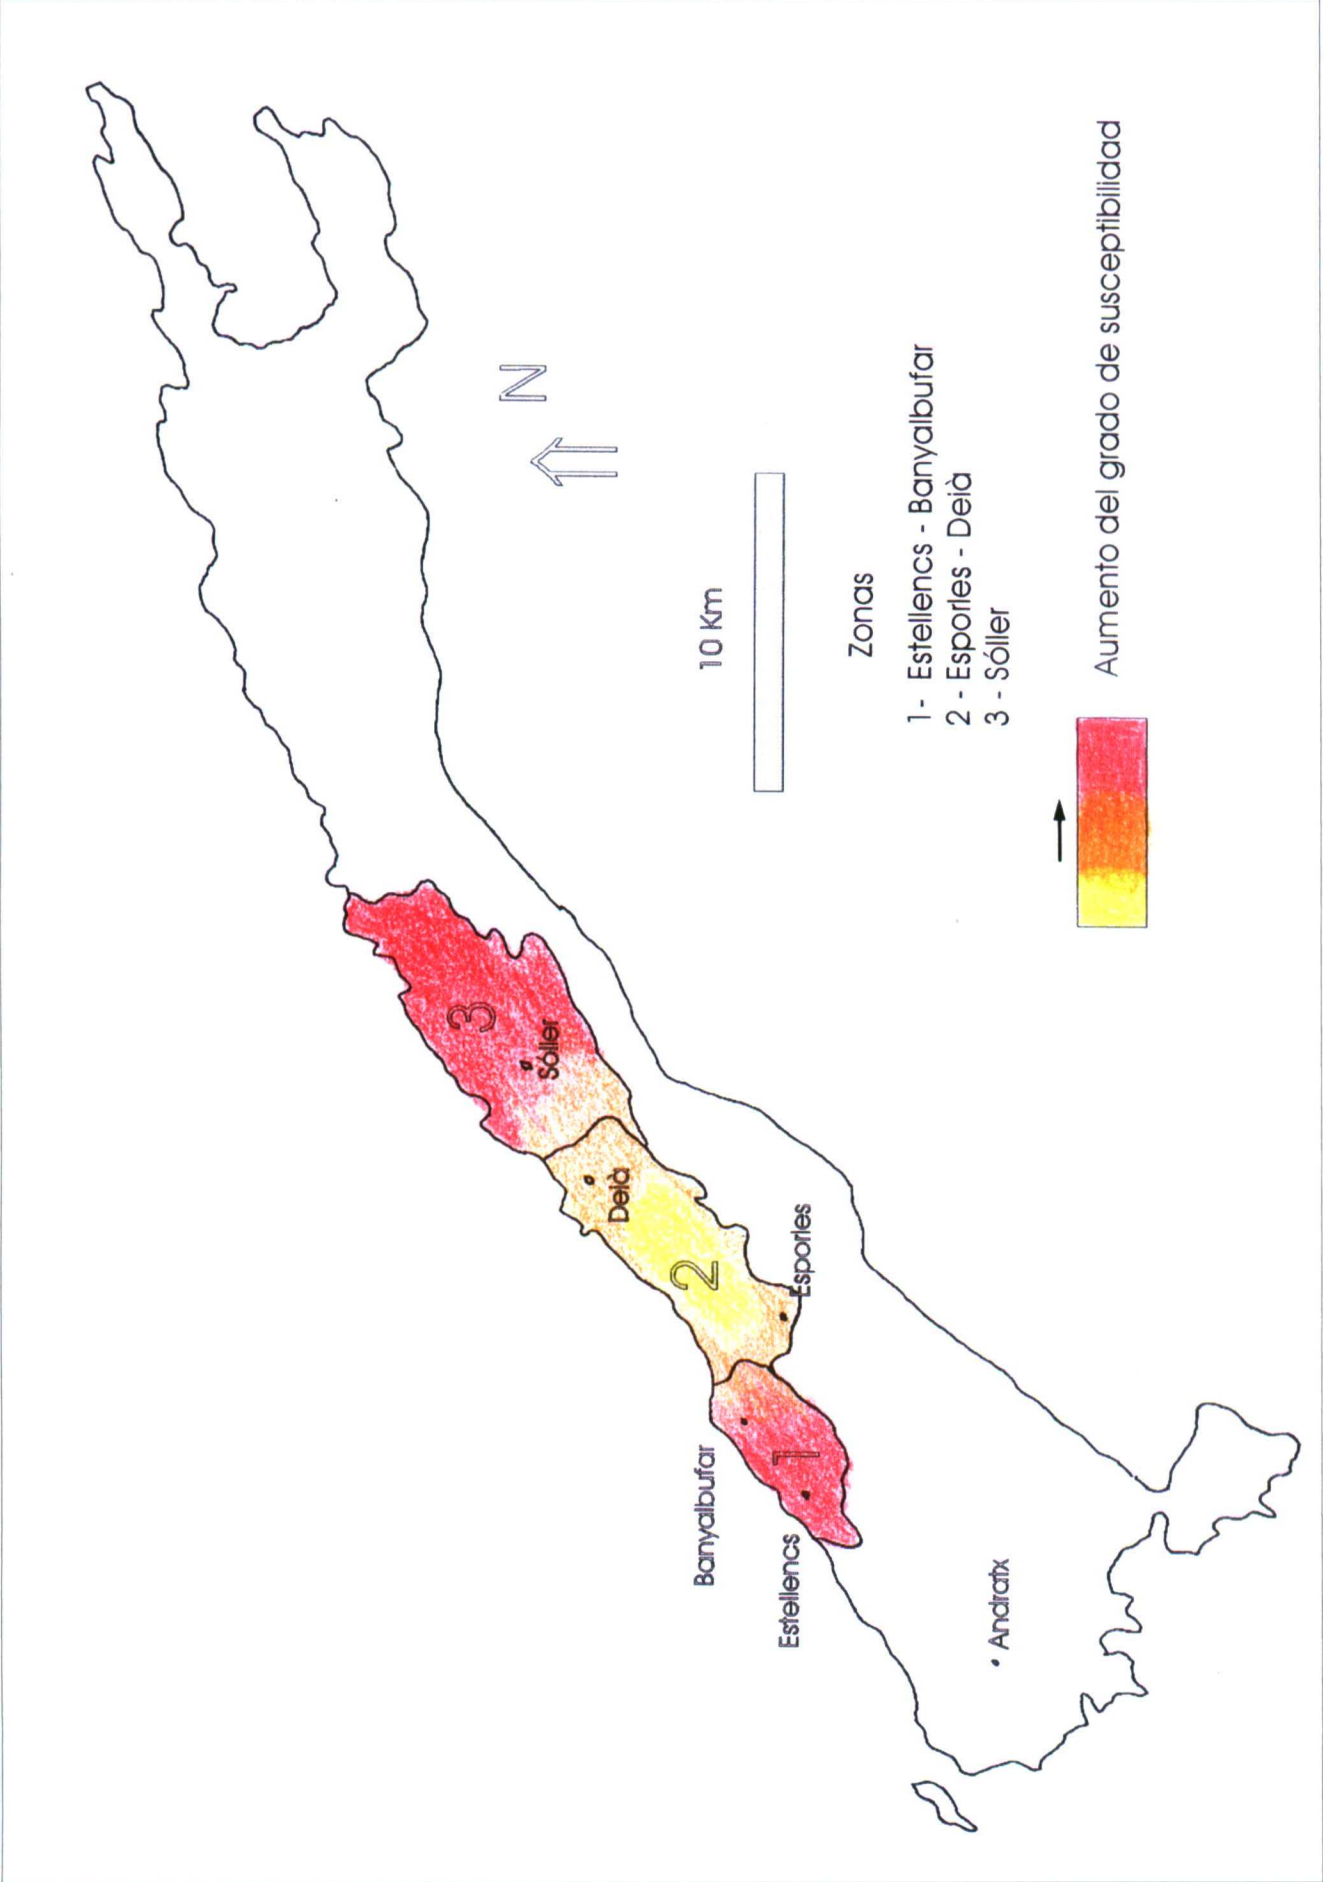 N
10 Km
Zonas
1- Estellencs - Banyalbufar
2 - Esporles - Deià
3 - Sóller
Aumento del grado de susceptibilidad
3
Sóller
Deià
2
Esporles
Banyalbufar
1
Estellencs
Andratx